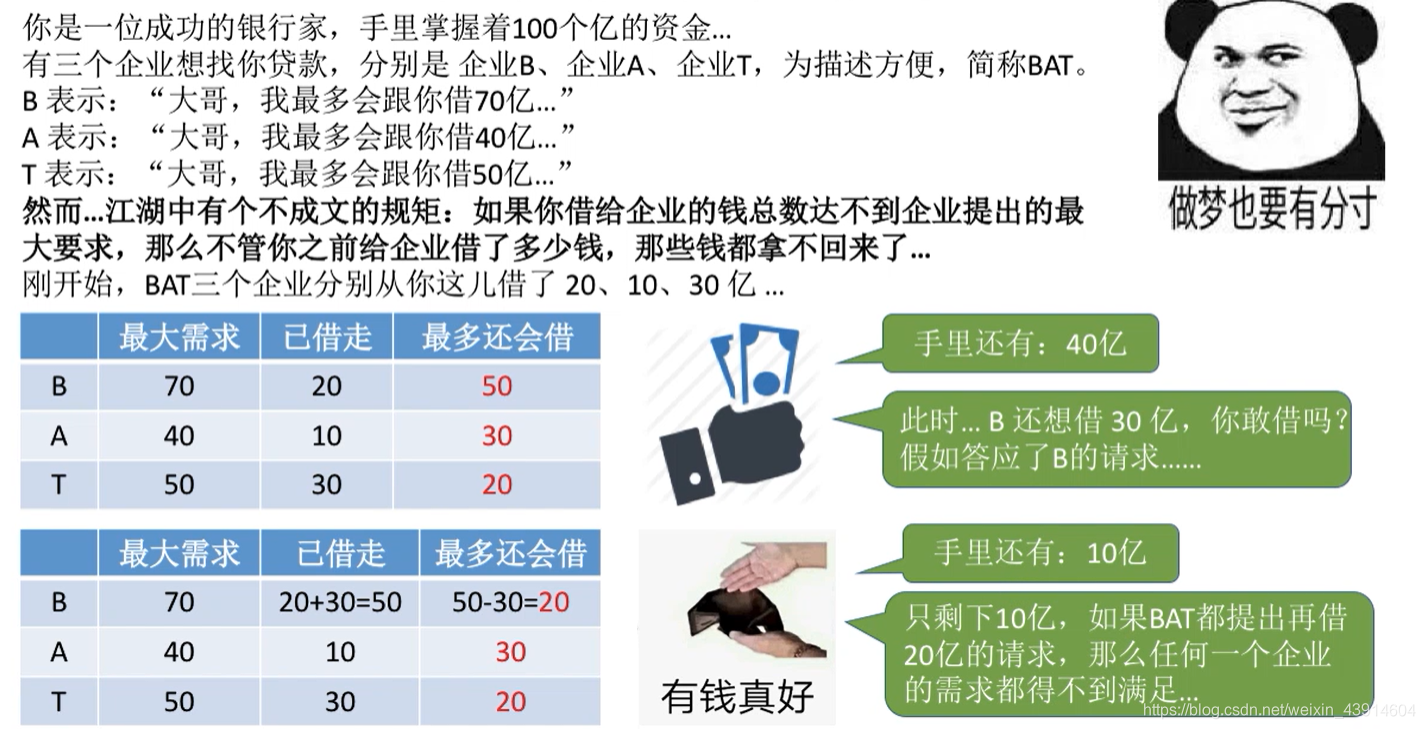 你是一位成功的银行家，手里掌握着100个亿的资金...
有三个企业想找你贷款，分别是 企业B、企业A、企业T，为描述方便，简称BAT。
B 表示：“大哥，我最多会跟你借70亿...”
A 表示：“大哥，我最多会跟你借40亿...”
T 表示：“大哥，我最多会跟你借50亿...”
然而...江湖中有个不成文的规矩：如果你借给企业的钱总数达不到企业提出的最
大要求，那么不管你之前给企业借了多少钱，那些钱都拿不回来了...
刚开始，BAT三个企业分别从你这儿借了 20、10、30 亿 ...
做梦也要有分寸
最大需求 已借走 最多还会借
B 70 20 50
A 40 10 30
T 50 30 20
手里还有：40亿
此时... B 还想借 30 亿，你敢借吗？
假如答应了B的请求......
最大需求 已借走 最多还会借
B 70 20+30=50 50-30=20
A 40 10 30
T 50 30 20
有钱真好
手里还有：10亿
只剩下10亿，如果BAT都提出再借
20亿的请求，那么任何一个企业
的需求都得不到满足...
https://blog.csdn.net/weixin_43914604